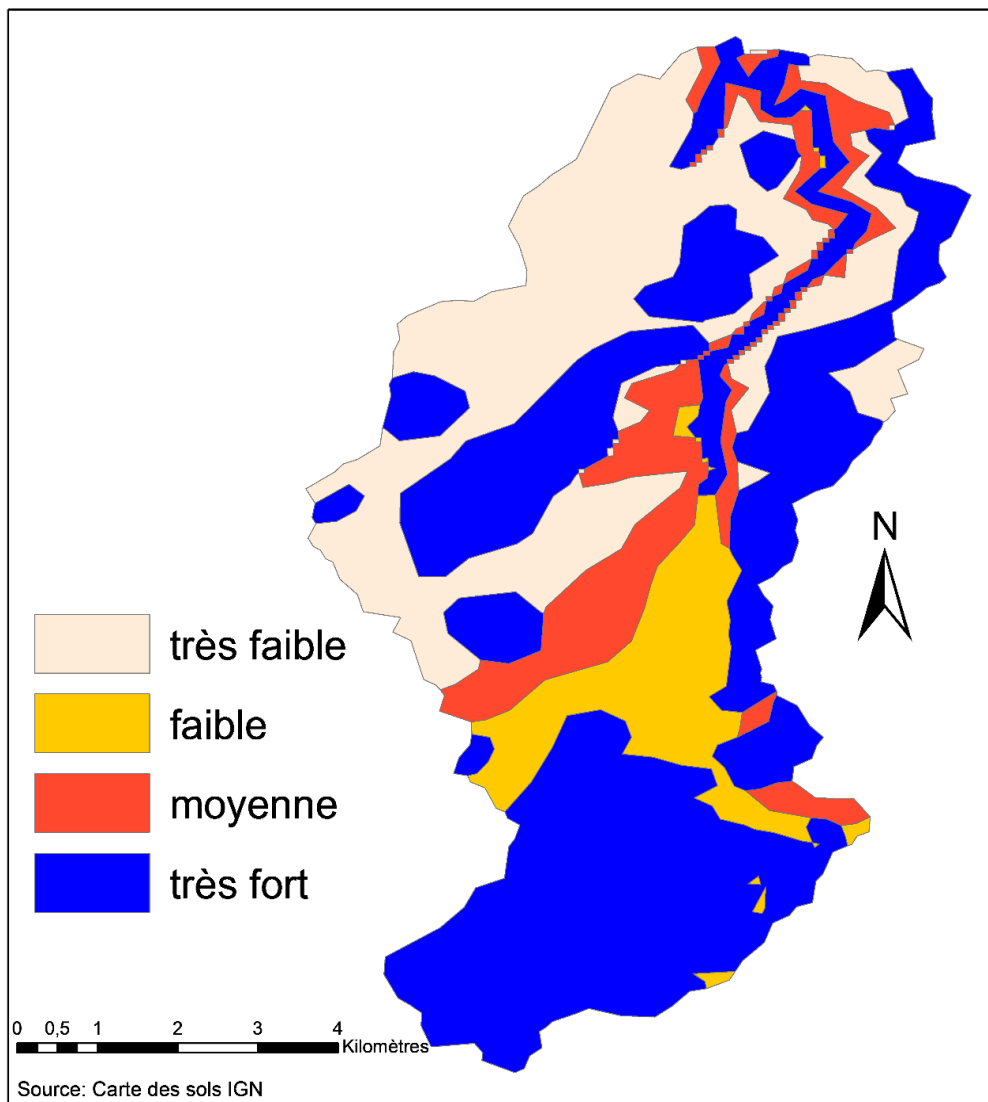 N
très faible
faible
moyenne
très fort
0 0,5 1 2 3 4
Kilomètres
Source: Carte des sols IGN